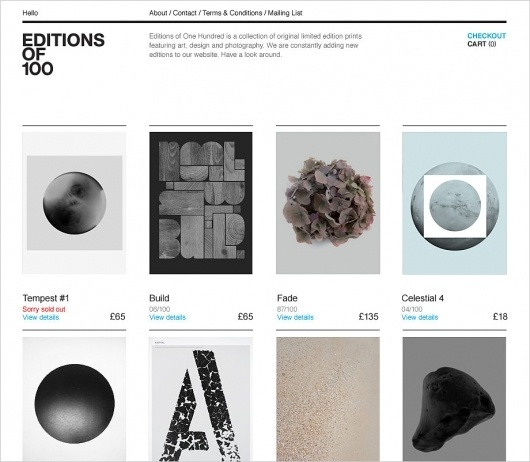 Hello
About / Contact / Terms & Conditions / Mailing List
EDITIONS
OF
100
Editions of One Hundred is a collection of original limited edition prints
featuring art, design and photography. We are constantly adding new
editions to our website. Have a look around.
CHECKOUT
CART (0)
Tempest #1
Sorry sold out
View details
£65
Build
06/100
View details
£65
Fade
87/100
View details
£135
Celestial 4
04/100
View details
£18
A